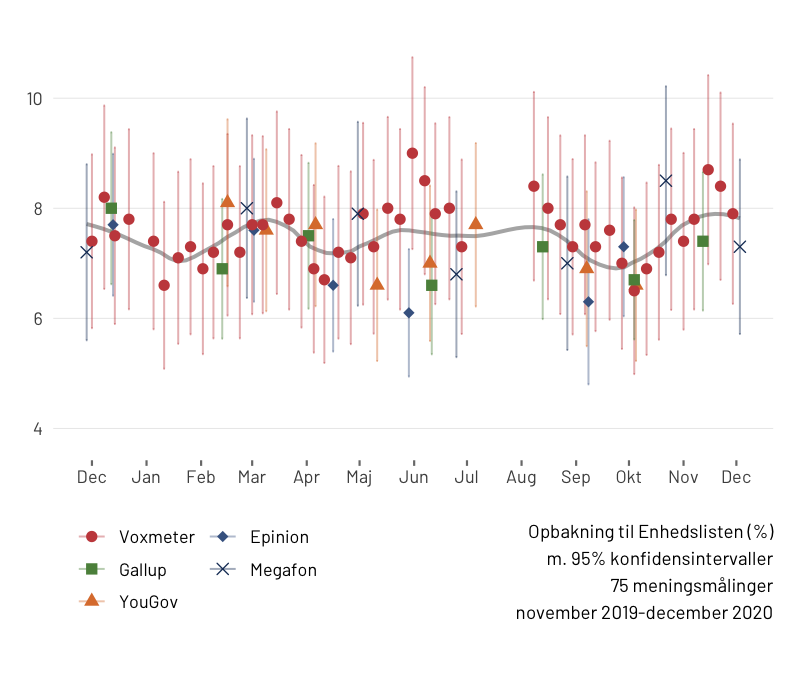 10
8
6
4
Dec Jan Feb Mar Apr Maj Jun Jul Aug Sep Okt Nov Dec
Voxmeter Epinion
Gallup Megafon
YouGov
Opbakning til Enhedslisten (%)
m. 95% konfidensintervaller
75 meningsmålinger
november 2019-december 2020